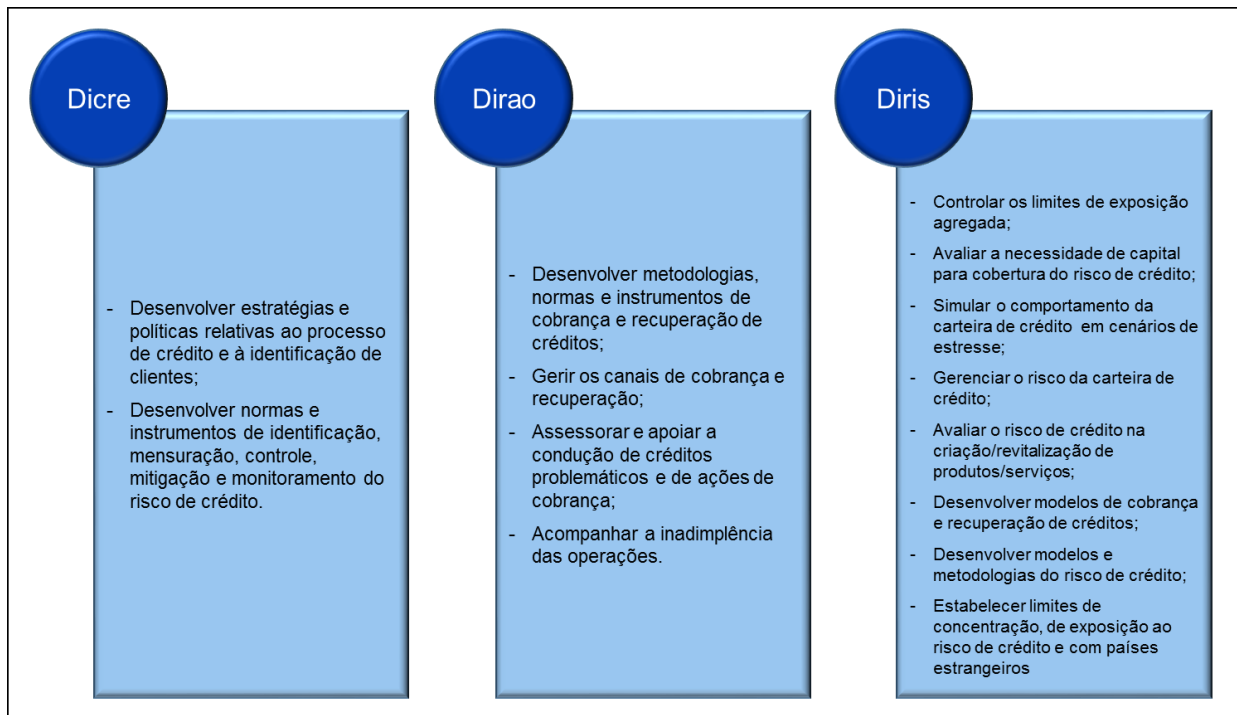 Dicre
- Desenvolver estratégias e
políticas relativas ao processo
de crédito e à identificação de
clientes;
- Desenvolver normas e
instrumentos de identificação,
mensuração, controle,
mitigação e monitoramento do
risco de crédito.
Dirao
- Desenvolver metodologias,
normas e instrumentos de
cobrança e recuperação de
créditos;
- Gerir os canais de cobrança e
recuperação;
- Assessorar e apoiar a
condução de créditos
problemáticos e de ações de
cobrança;
- Acompanhar a inadimplência
das operações.
Diris
- Controlar os limites de exposição
agregada;
- Avaliar a necessidade de capital
para cobertura do risco de crédito;
- Simular o comportamento da
carteira de crédito em cenários de
estresse;
- Gerenciar o risco da carteira de
crédito;
- Avaliar o risco de crédito na
criação/revitalização de
produtos/serviços;
- Desenvolver modelos de cobrança
e recuperação de créditos;
- Desenvolver modelos e
metodologias do risco de crédito;
- Estabelecer limites de
concentração, de exposição ao
risco de crédito e com países
estrangeiros